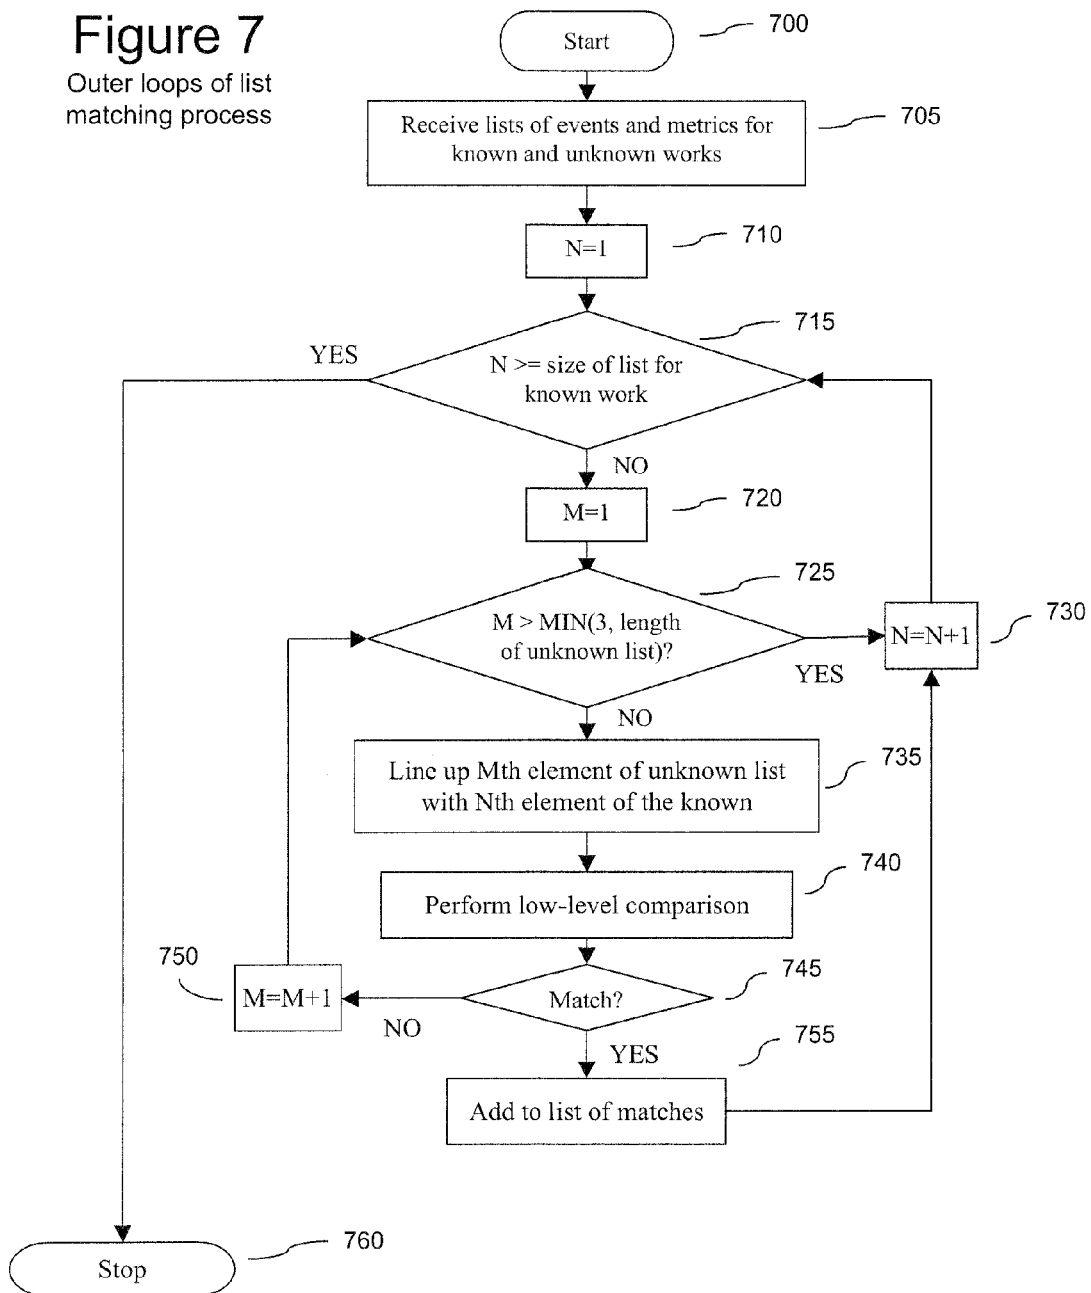 Figure 7
Outer loops of list
matching process
Start
700
Receive lists of events and metrics for
known and unknown works
705
N=1
710
N >= size of list for
known work
715
YES
NO
M=1
720
M > MIN(3, length
of unknown list)?
725
YES
N=N+1
730
NO
Line up Mth element of unknown list
with Nth element of the known
735
Perform low-level comparison
740
Match?
745
NO
M=M+1
750
YES
Add to list of matches
755
Stop
760